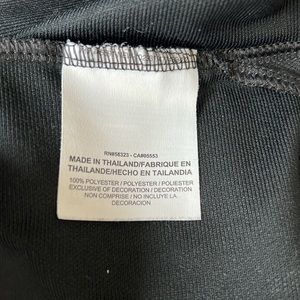 RN#56323 - CA#05553
MADE IN THAILAND/FABRIQUE EN
THAILANDE/HECHO EN TAILANDIA
100% POLYESTER / POLYESTER / POLIESTER
EXCLUSIVE OF DECORATION / DECORATION
NON COMPRISE / NO INCLUYE LA
DECORACION